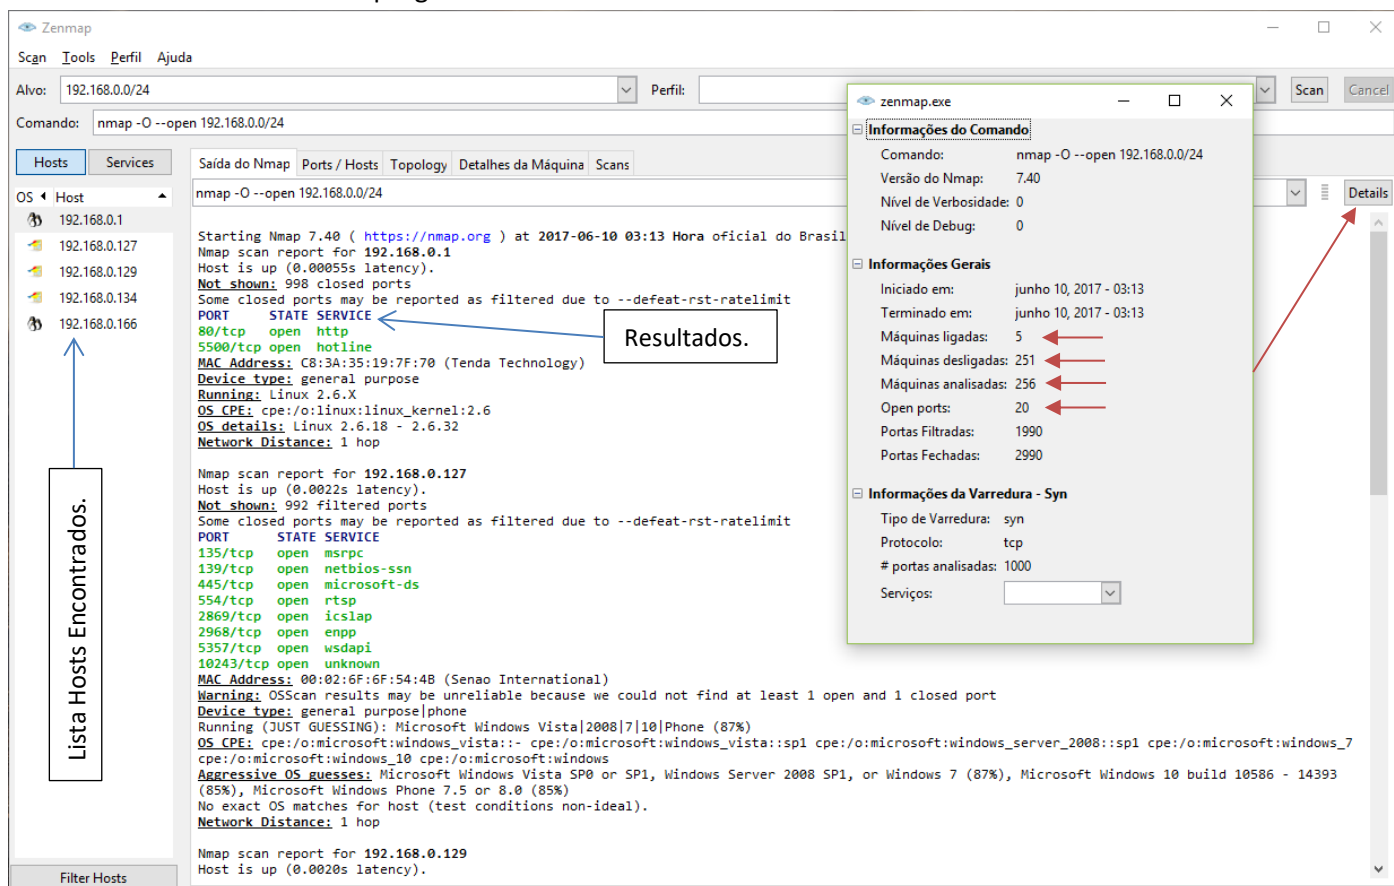 Zenmap
Scan Tools Perfil Ajuda
Alvo: 192.168.0.0/24 Perfil: Scan Cancel
Comando: nmap -O --open 192.168.0.0/24
Hosts Services
Saída do Nmap Ports / Hosts Topology Detalhes da Máquina Scans
OS Host
nmap -O --open 192.168.0.0/24 Details
192.168.0.1
192.168.0.127
192.168.0.129
192.168.0.134
192.168.0.166
Filter Hosts
Lista Hosts Encontrados.
Starting Nmap 7.40 ( https://nmap.org ) at 2017-06-10 03:13 Hora oficial do Brasil
Nmap scan report for 192.168.0.1
Host is up (0.00055s latency).
Not shown: 998 closed ports
Some closed ports may be reported as filtered due to --defeat-rst-ratelimit
PORT STATE SERVICE
80/tcp open http
5500/tcp open hotline
MAC Address: C8:3A:35:19:7F:70 (Tenda Technology)
Device type: general purpose
Running: Linux 2.6.X
OS CPE: cpe:/o:linux:linux_kernel:2.6
OS details: Linux 2.6.18 - 2.6.32
Network Distance: 1 hop
Resultados.
Nmap scan report for 192.168.0.127
Host is up (0.0022s latency).
Not shown: 992 filtered ports
Some closed ports may be reported as filtered due to --defeat-rst-ratelimit
PORT STATE SERVICE
135/tcp open msrpc
139/tcp open netbios-ssn
445/tcp open microsoft-ds
554/tcp open rtsp
2869/tcp open icslap
2968/tcp open enpp
5357/tcp open wsdapi
10243/tcp open unknown
MAC Address: 00:02:6F:6F:54:4B (Senao International)
Warning: OSScan results may be unreliable because we could not find at least 1 open and 1 closed port
Device type: general purpose|phone
Running (JUST GUESSING): Microsoft Windows Vista|2008|7|10|Phone (87%)
OS CPE: cpe:/o:microsoft:windows_vista::- cpe:/o:microsoft:windows_vista::sp1 cpe:/o:microsoft:windows_server_2008::sp1 cpe:/o:microsoft:windows_7
cpe:/o:microsoft:windows_10 cpe:/o:microsoft:windows
Aggressive OS guesses: Microsoft Windows Vista SP0 or SP1, Windows Server 2008 SP1, or Windows 7 (87%), Microsoft Windows 10 build 10586 - 14393
(85%), Microsoft Windows Phone 7.5 or 8.0 (85%)
No exact OS matches for host (test conditions non-ideal).
Network Distance: 1 hop
Nmap scan report for 192.168.0.129
Host is up (0.0020s latency).
zenmap.exe
Informações do Comando
Comando: nmap -O --open 192.168.0.0/24
Versão do Nmap: 7.40
Nível de Verbosidade: 0
Nível de Debug: 0
Informações Gerais
Iniciado em: junho 10, 2017 - 03:13
Terminado em: junho 10, 2017 - 03:13
Máquinas ligadas: 5
Máquinas desligadas: 251
Máquinas analisadas: 256
Open ports: 20
Portas Filtradas: 1990
Portas Fechadas: 2990
Informações da Varredura - Syn
Tipo de Varredura: syn
Protocolo: tcp
# portas analisadas: 1000
Serviços: